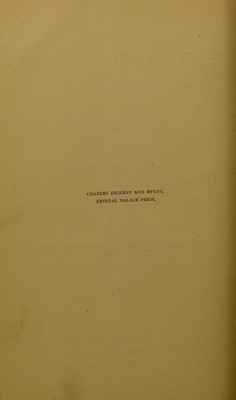 CHARLES DICKENS AND EVANS,
CRYSTAL PALACE PRESS.